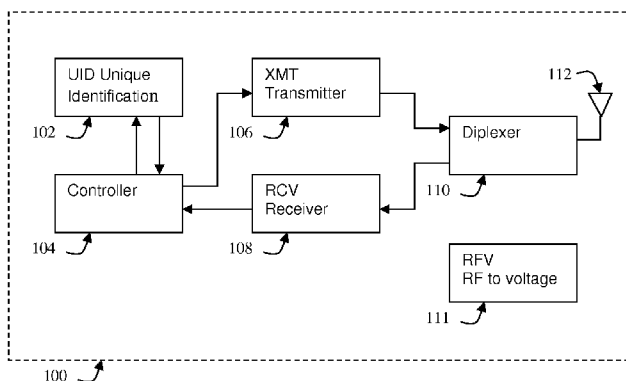 UID Unique
Identification
102
XMT
Transmitter
106
112
Diplexer
110
Controller
104
RCV
Receiver
108
RFV
RF to voltage
111
100